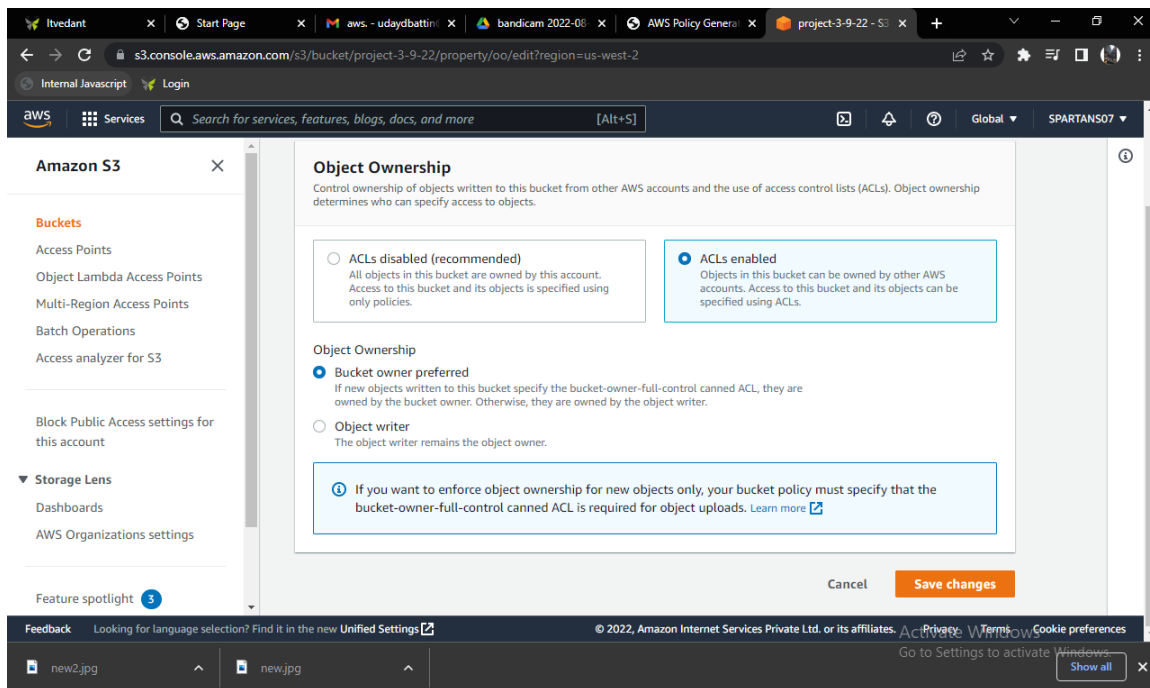 Itvedant
Start Page
aws. - udaydbattin
bandicam 2022-08-
AWS Policy Generat
project-3-9-22 - S3
s3.console.aws.amazon.com/s3/bucket/project-3-9-22/property/oo/edit?region=us-west-2
Internal Javascript
Login
aws
Services
Search for services, features, blogs, docs, and more
[Alt+S]
Global
SPARTANS07
Amazon S3
Buckets
Access Points
Object Lambda Access Points
Multi-Region Access Points
Batch Operations
Access analyzer for S3
Block Public Access settings for
this account
Storage Lens
Dashboards
AWS Organizations settings
Feature spotlight 3
Object Ownership
Control ownership of objects written to this bucket from other AWS accounts and the use of access control lists (ACLs). Object ownership
determines who can specify access to objects.
ACLs disabled (recommended)
All objects in this bucket are owned by this account.
Access to this bucket and its objects is specified using
only policies.
ACLs enabled
Objects in this bucket can be owned by other AWS
accounts. Access to this bucket and its objects can be
specified using ACLs.
Object Ownership
Bucket owner preferred
If new objects written to this bucket specify the bucket-owner-full-control canned ACL, they are
owned by the bucket owner. Otherwise, they are owned by the object writer.
Object writer
The object writer remains the object owner.
If you want to enforce object ownership for new objects only, your bucket policy must specify that the
bucket-owner-full-control canned ACL is required for object uploads. Learn more
Cancel
Save changes
Feedback
Looking for language selection? Find it in the new Unified Settings
© 2022, Amazon Internet Services Private Ltd. or its affiliates.
Privacy
Terms
Cookie preferences
Activate Windows
Go to Settings to activate Windows.
new2.jpg
new.jpg
Show all